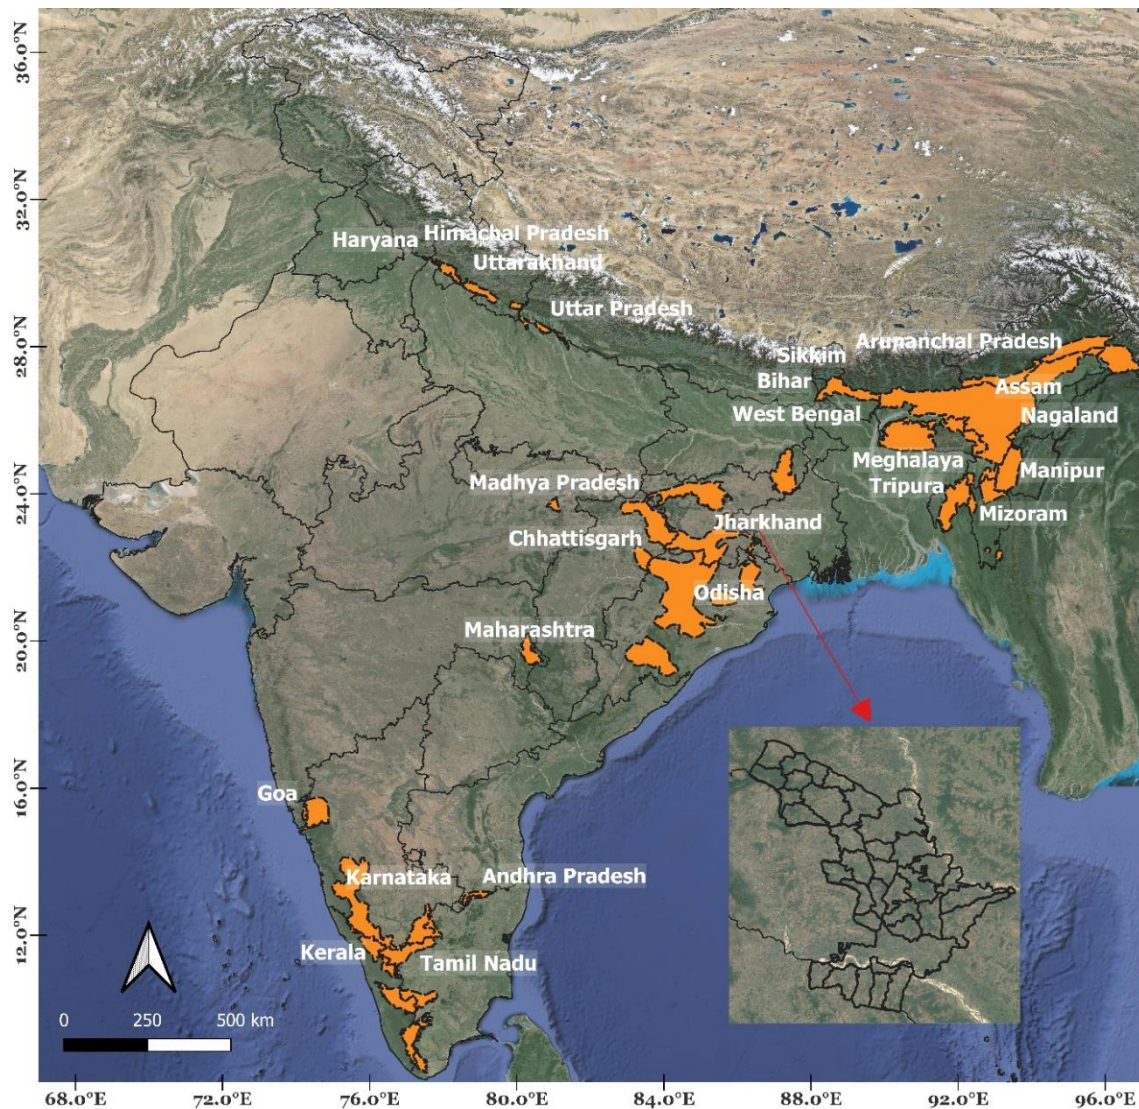 36.0°N
32.0°N
Himachal Pradesh
Haryana
Uttarakhand
Uttar Pradesh
28.0°N
Arunanchal Pradesh
Sikkim
Bihar
Assam
West Bengal
Nagaland
Meghalaya
Manipur
24.0°N
Madhya Pradesh
Tripura
Mizoram
Jharkhand
Chhattisgarh
Odisha
20.0°N
Maharashtra
16.0°N
Goa
Karnataka
Andhra Pradesh
12.0°N
Kerala
Tamil Nadu
0 250 500 km
68.0°E 72.0°E 76.0°E 80.0°E 84.0°E 88.0°E 92.0°E 96.0°E